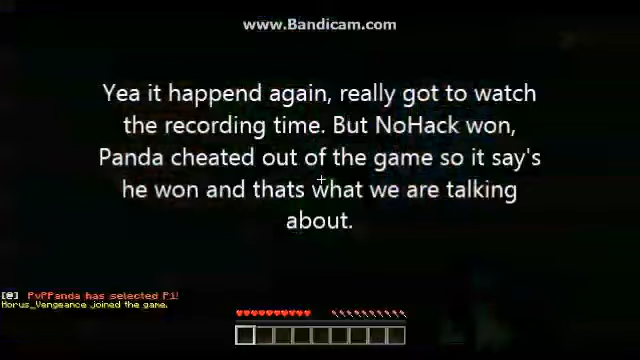 www.Bandicam.com
Yea it happend again, really got to watch
the recording time. But NoHack won,
Panda cheated out of the game so it say's
he won and thats what we are talking
about.
[@] PvPPanda has selected Pi!
Horus_Vengeance joined the game.